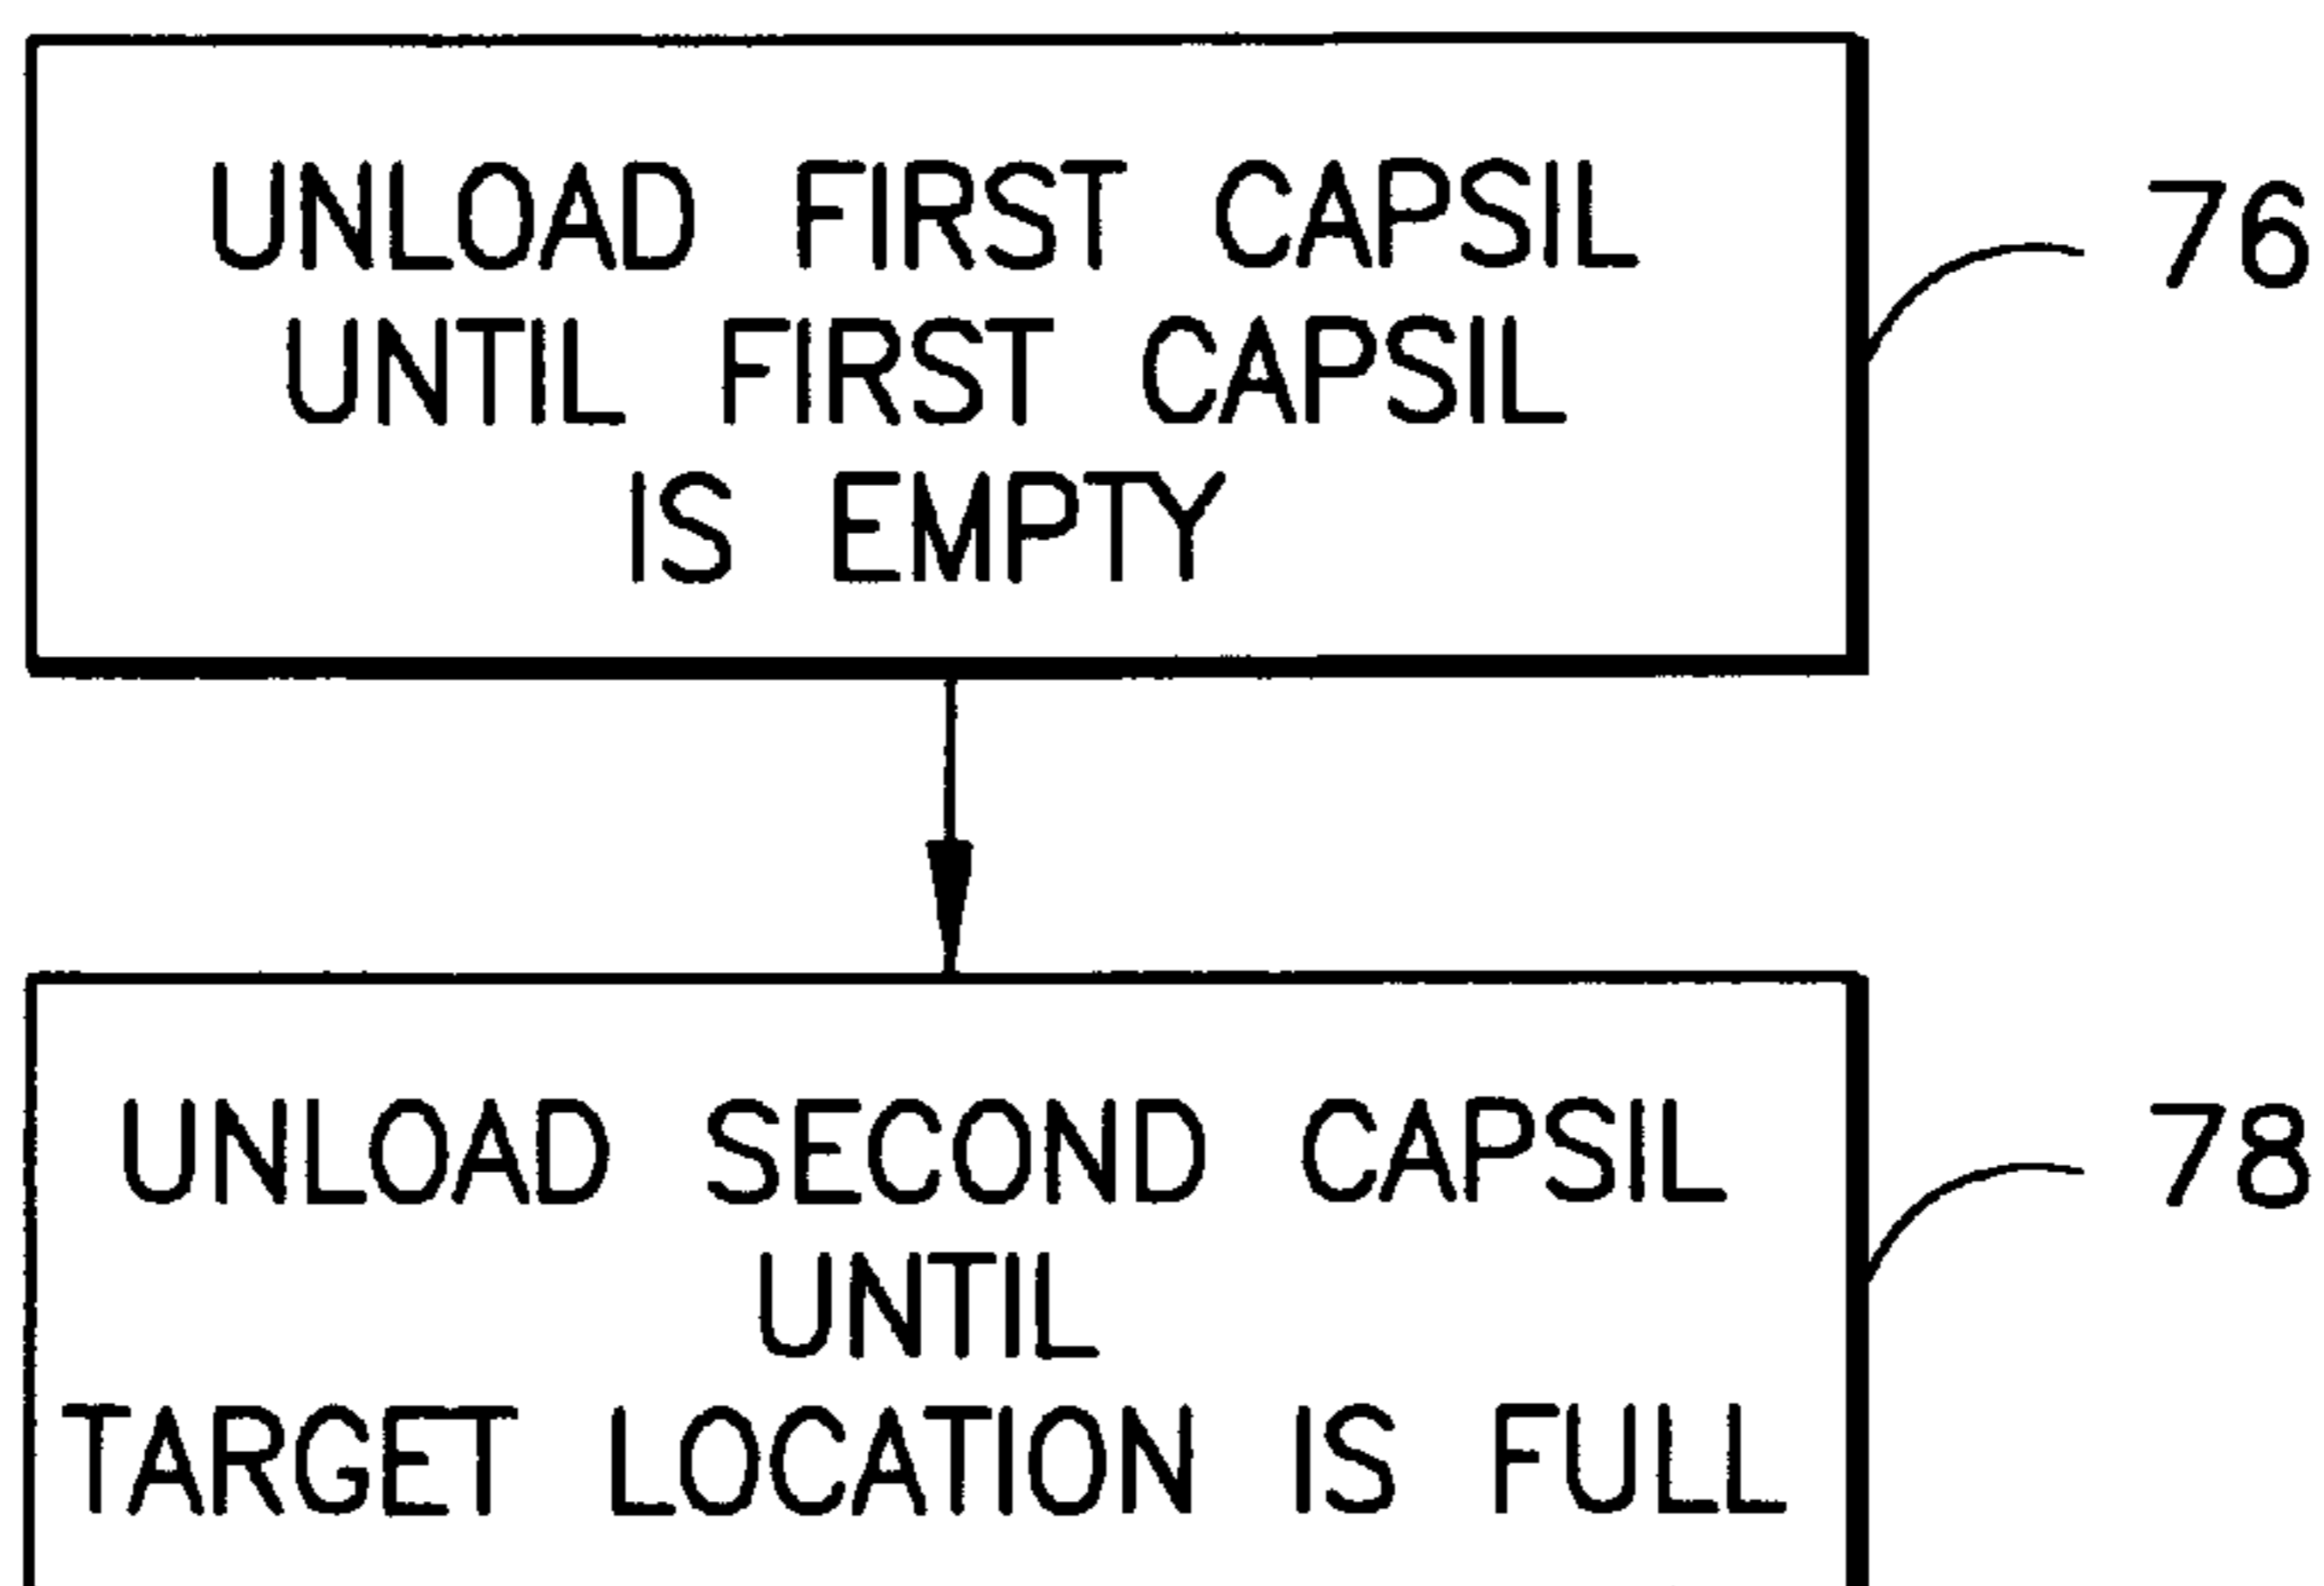 UNLOAD FIRST CAPSIL
UNTIL FIRST CAPSIL
IS EMPTY
76
UNLOAD SECOND CAPSIL
UNTIL
TARGET LOCATION IS FULL
78